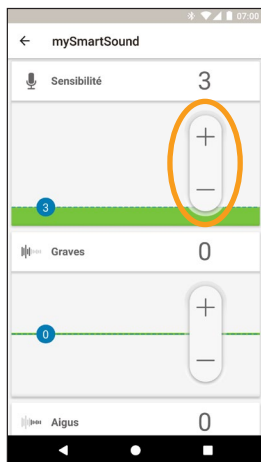 07:00
mySmartSound
Sensibilité 3
+
3
—
Graves 0
+
0
—
Aigus 0